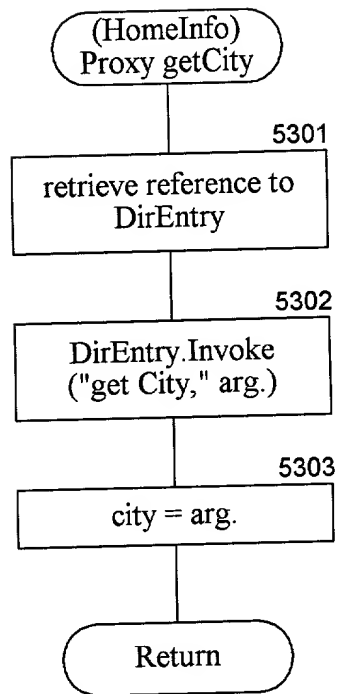 (HomeInfo)
Proxy getCity
5301
retrieve reference to
DirEntry
5302
DirEntry.Invoke
("get City," arg.)
5303
city = arg.
Return